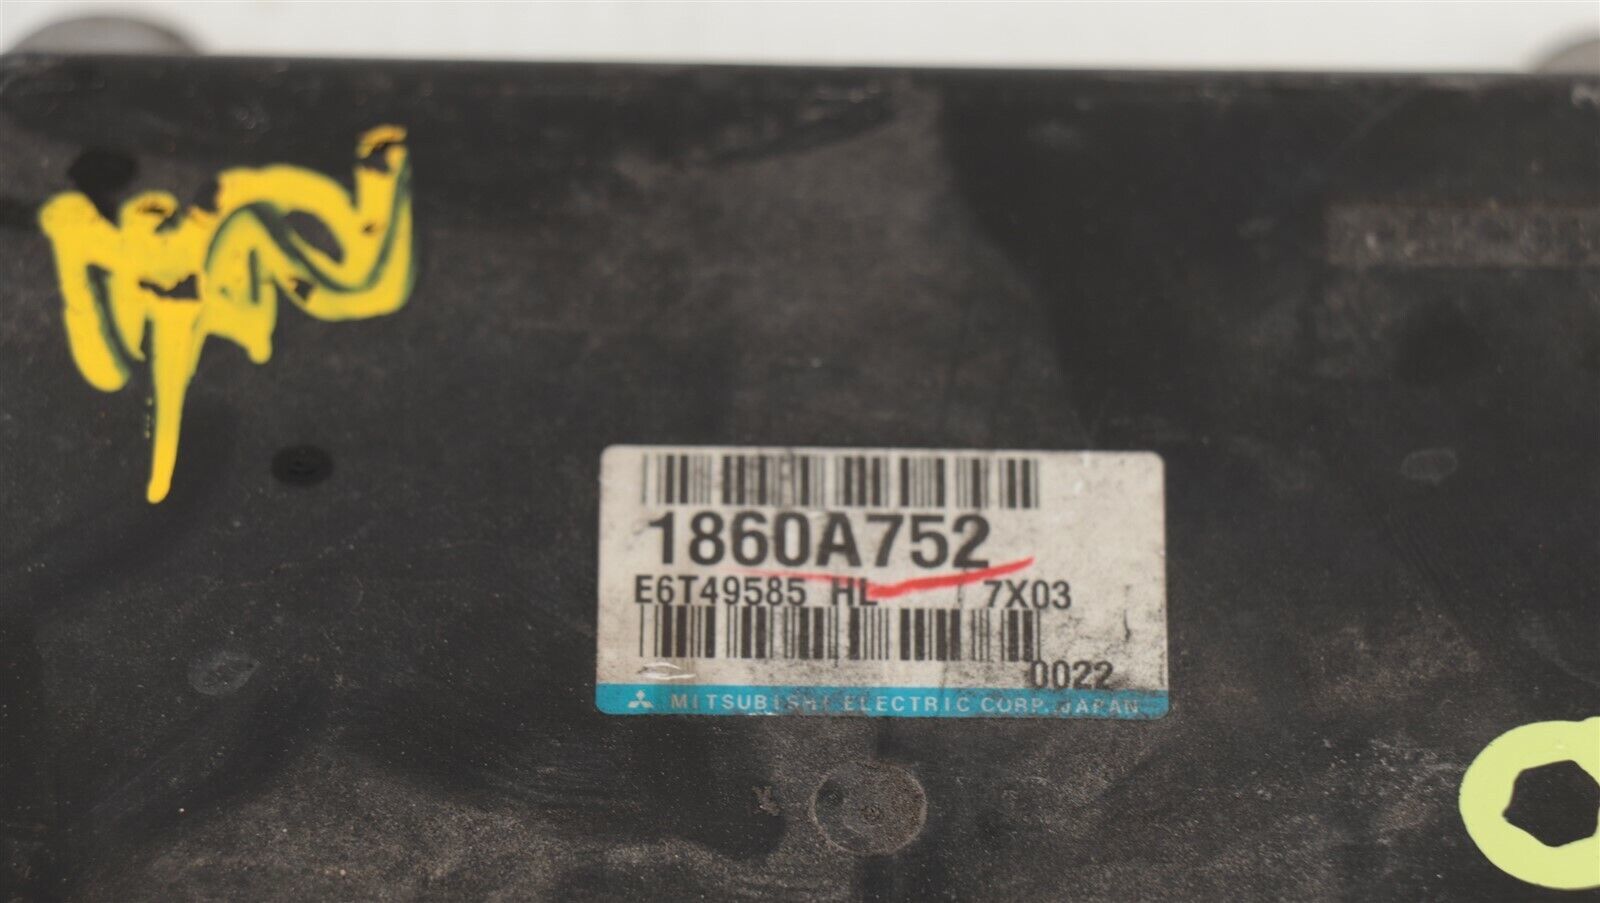 1860A752
E6T49585 HL 7X03
0022
MITSUBISHI ELECTRIC CORP. JAPAN